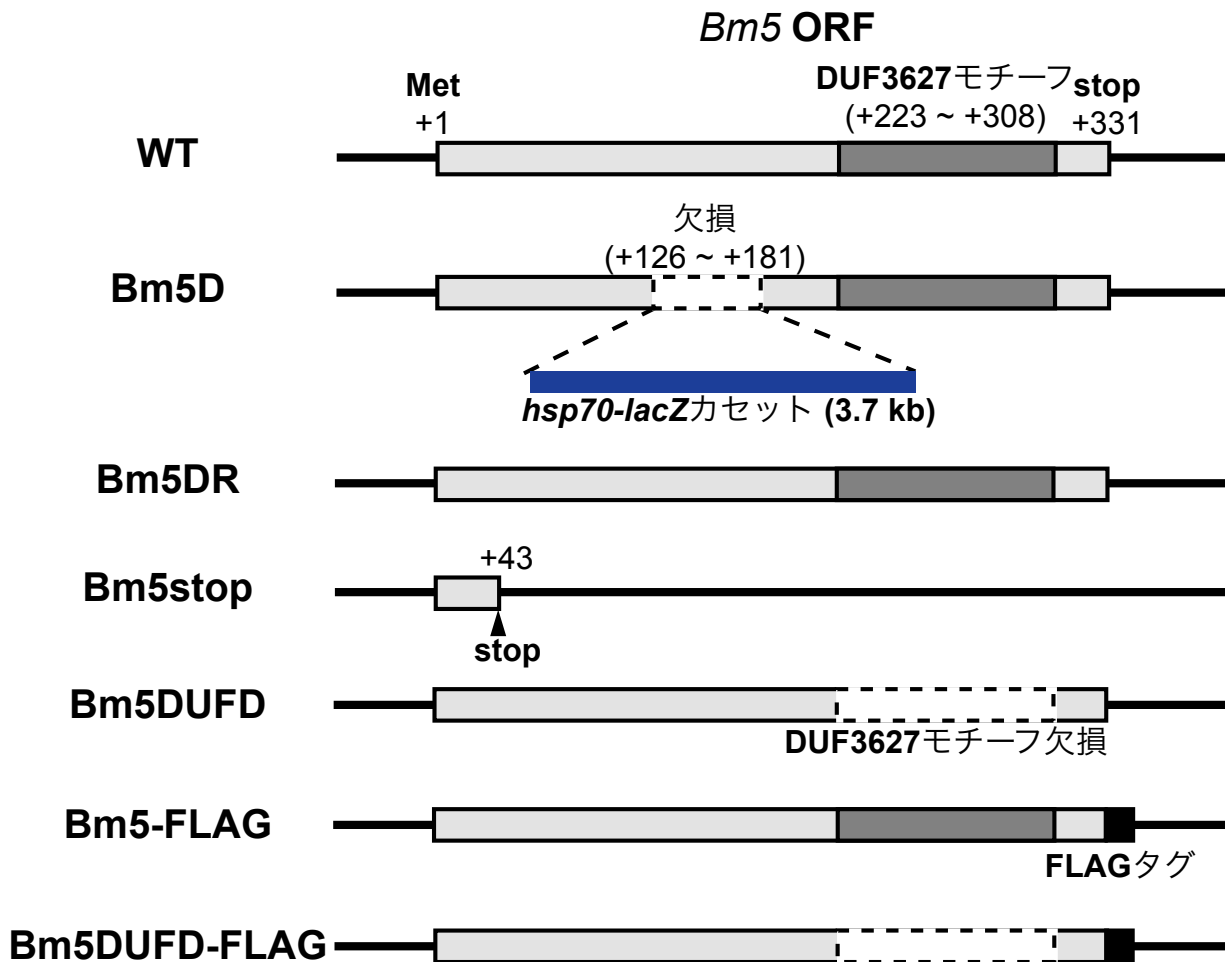 Bm5 ORF
Met
DUF3627モチーフ stop
+1
(+223 ~ +308)
+331
WT
欠損
(+126 ~ +181)
Bm5D
hsp70-lacZカセット (3.7 kb)
Bm5DR
+43
Bm5stop
stop
Bm5DUFD
DUF3627モチーフ欠損
Bm5-FLAG
FLAGタグ
Bm5DUFD-FLAG